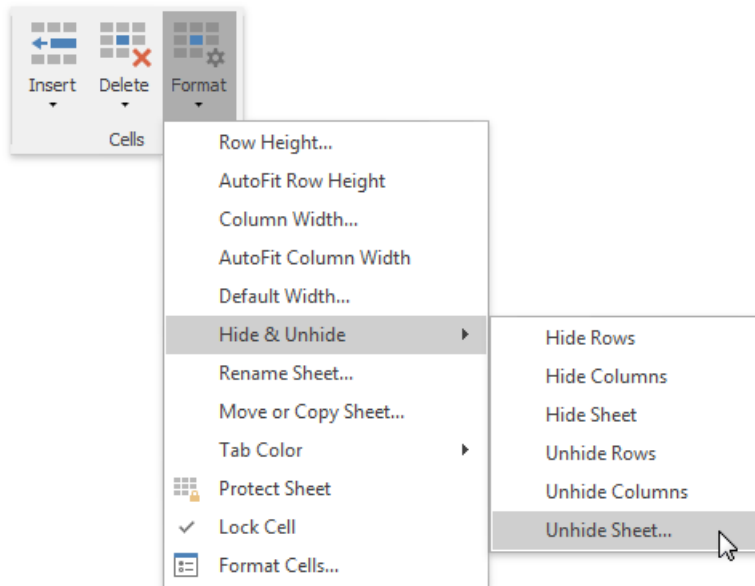 Insert Delete Format
Cells
Row Height...
AutoFit Row Height
Column Width...
AutoFit Column Width
Default Width...
Hide & Unhide
Rename Sheet...
Move or Copy Sheet...
Tab Color
Protect Sheet
Lock Cell
Format Cells...
Hide Rows
Hide Columns
Hide Sheet
Unhide Rows
Unhide Columns
Unhide Sheet...